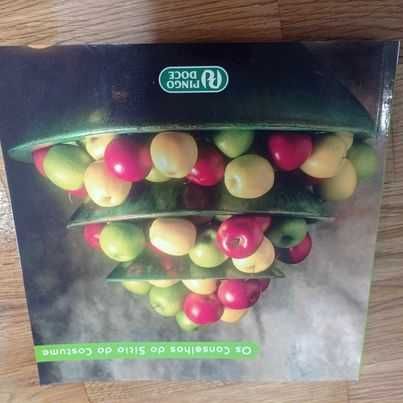 Os Conselhos do Sítio do Costume
PINGO
DOCE